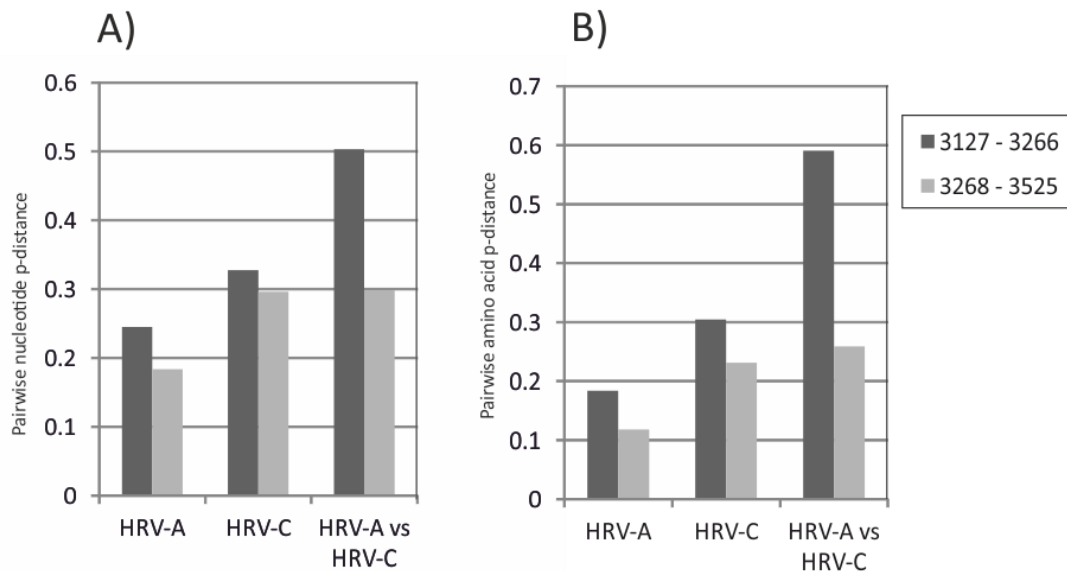 A)
Pairwise nucleotide p-distance
0.6
0.5
0.4
0.3
0.2
0.1
0
HRV-A
HRV-C
HRV-A vs
HRV-C
B)
Pairwise amino acid p-distance
0.7
0.6
0.5
0.4
0.3
0.2
0.1
0
HRV-A
HRV-C
HRV-A vs
HRV-C
3127 - 3266
3268 - 3525